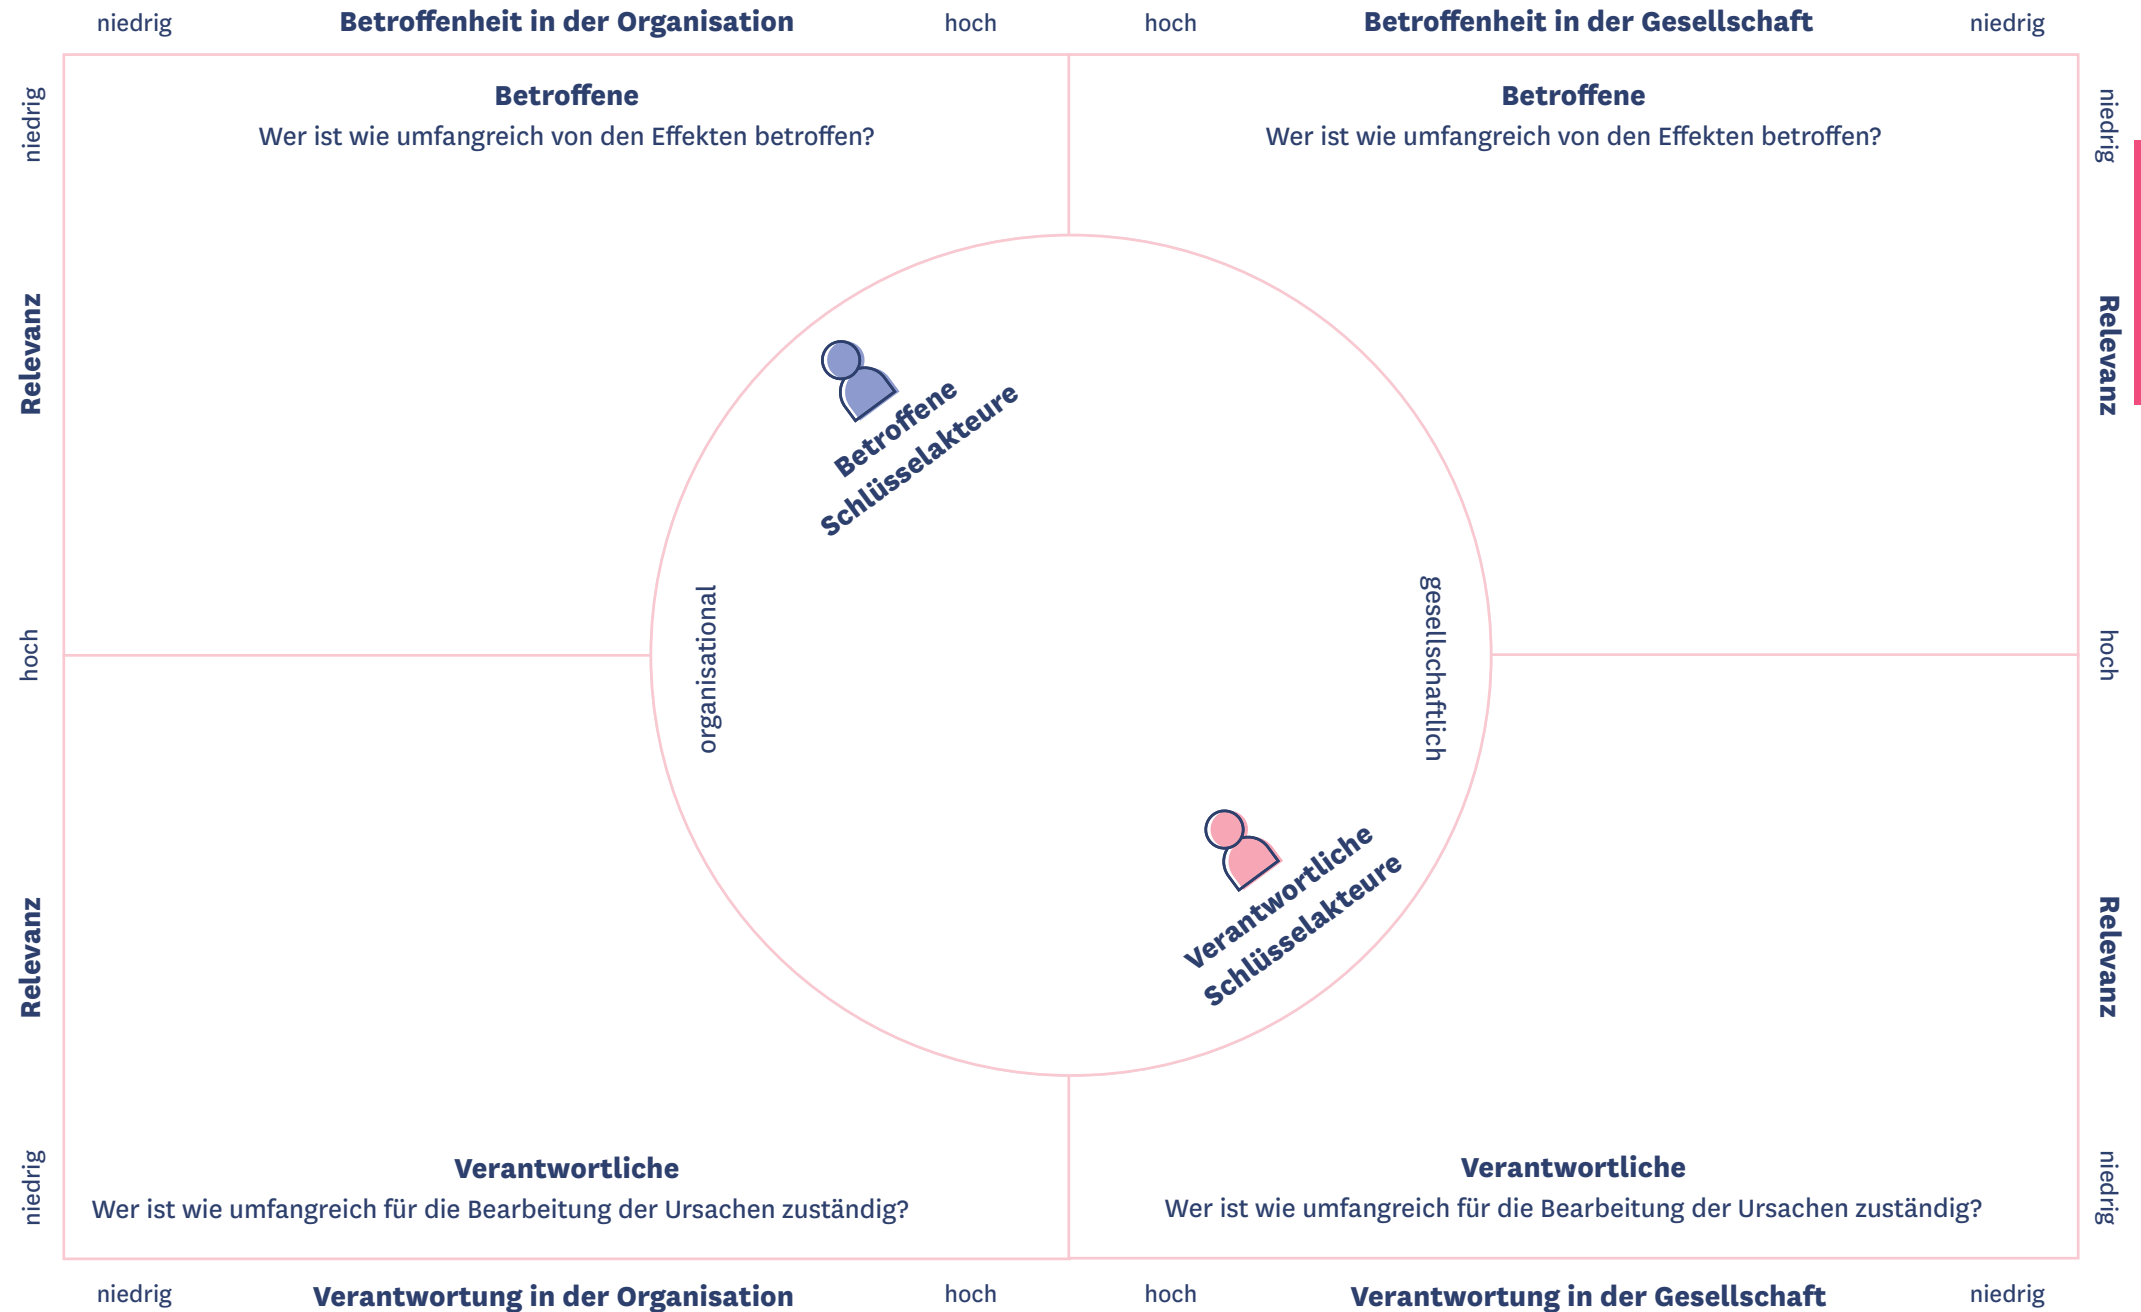 niedrig Betroffenheit in der Organisation hoch hoch Betroffenheit in der Gesellschaft niedrig
niedrig
Relevanz
hoch
Relevanz
niedrig
Betroffene
Wer ist wie umfangreich von den Effekten betroffen?
Betroffene
Wer ist wie umfangreich von den Effekten betroffen?
Betroffene
Schlüsselakteure
organisational
gesellschaftlich
Verantwortliche
Schlüsselakteure
Verantwortliche
Wer ist wie umfangreich für die Bearbeitung der Ursachen zuständig?
Verantwortliche
Wer ist wie umfangreich für die Bearbeitung der Ursachen zuständig?
niedrig
Relevanz
hoch
Relevanz
niedrig
niedrig Verantwortung in der Organisation hoch hoch Verantwortung in der Gesellschaft niedrig